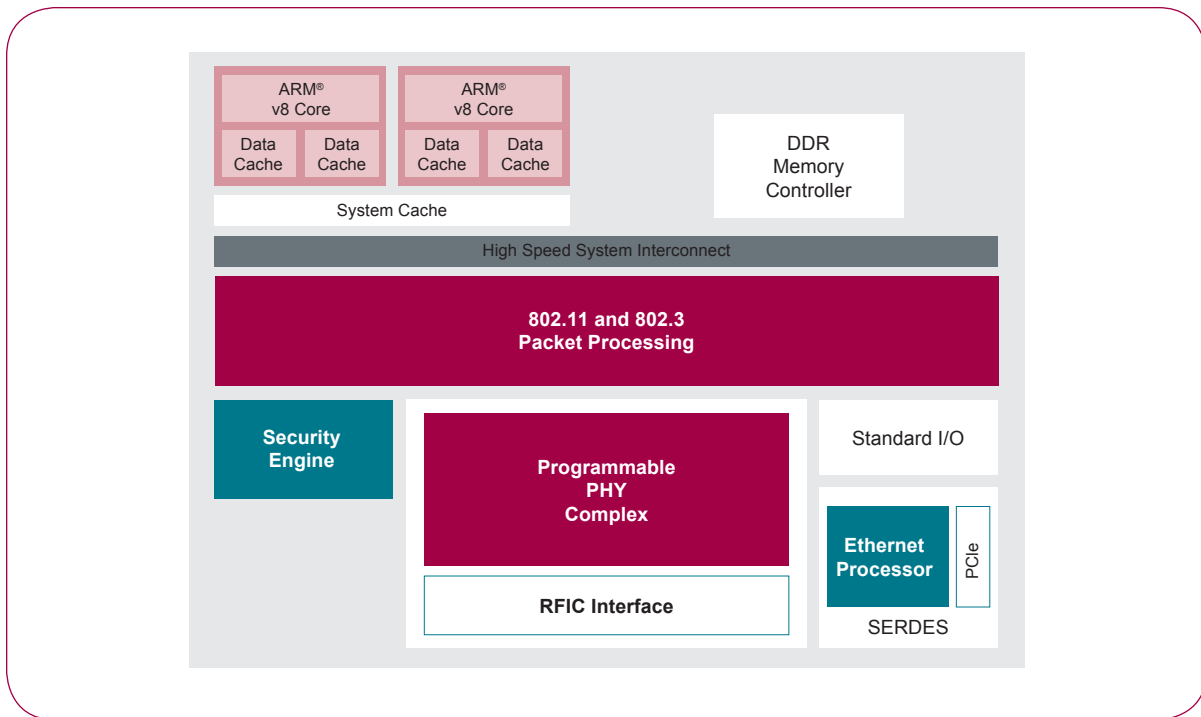 ARM®
v8 Core
Data
Cache
Data
Cache
ARM®
v8 Core
Data
Cache
Data
Cache
System Cache
DDR
Memory
Controller
High Speed System Interconnect
802.11 and 802.3
Packet Processing
Security
Engine
Programmable
PHY
Complex
RFIC Interface
Standard I/O
Ethernet
Processor
PCIe
SERDES